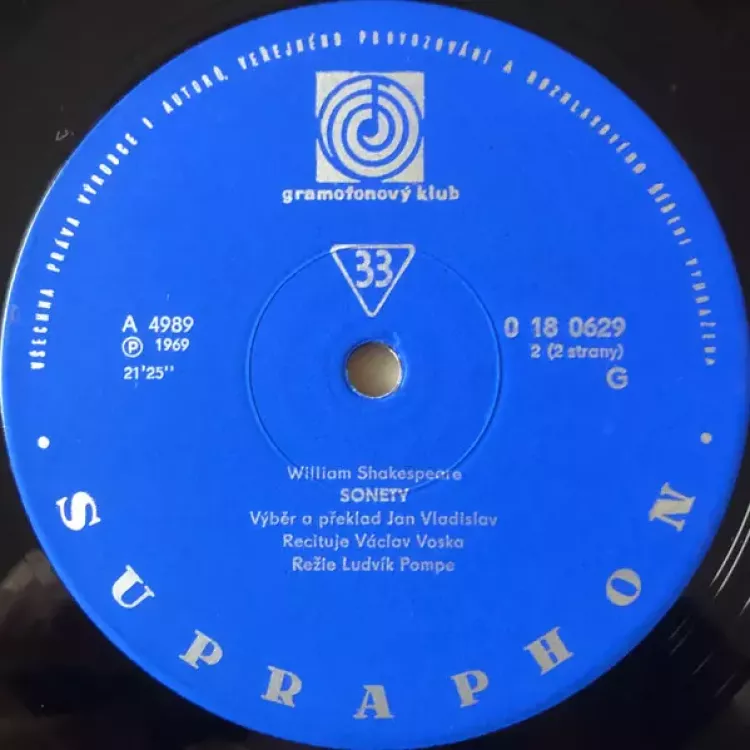 VŠECHNA PRÁVA VÝROBCE I AUTORŮ, VEŘEJNÉHO PROVOZOVÁNÍ A ROZHLASOVÉHO ŠÍŘENÍ VYHRAZENA
gramofonový klub
33
A 4989
Ⓟ 1969
21'25''
0 18 0629
2 (2 strany)
G
William Shakespeare
SONETY
Výběr a překlad Jan Vladislav
Recituje Václav Voska
Režie Ludvík Pompe
• SUPRAPHON •